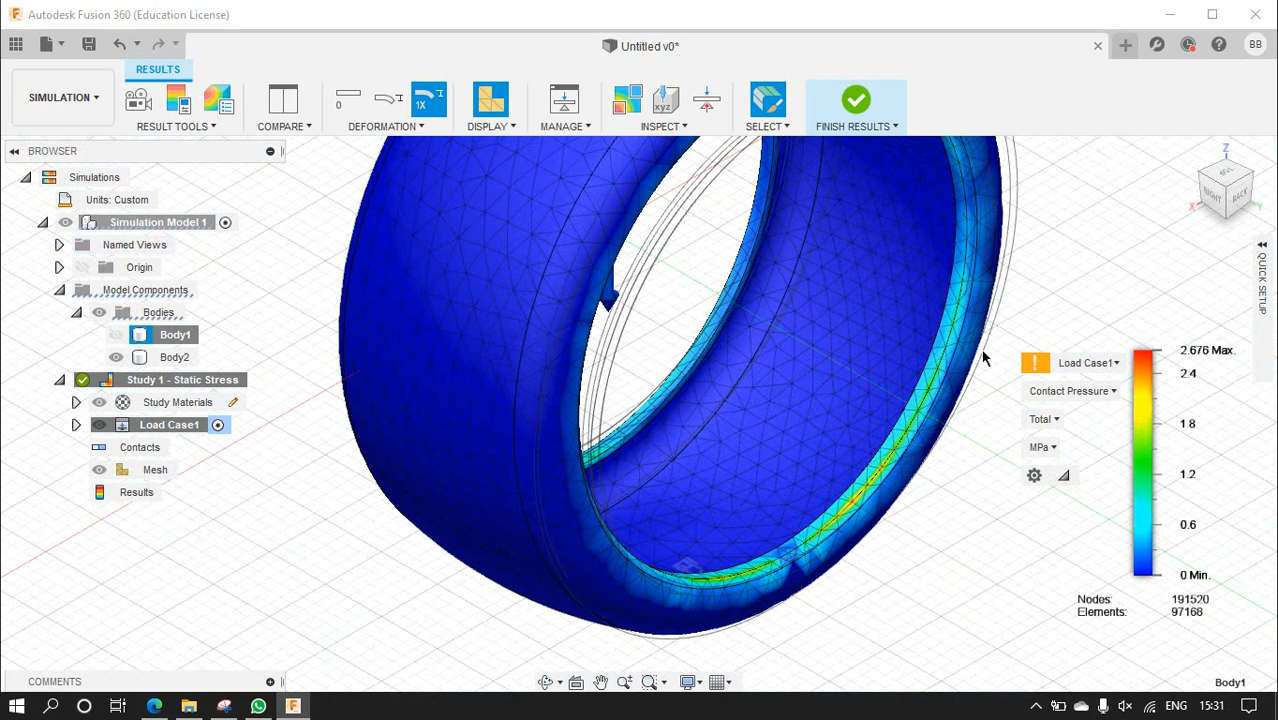 Autodesk Fusion 360 (Education License)
Untitled v0*
BB
RESULTS
SIMULATION
0
1X
xyz
RESULT TOOLS
COMPARE
DEFORMATION
DISPLAY
MANAGE
INSPECT
SELECT
FINISH RESULTS
BROWSER
Simulations
Units: Custom
Simulation Model 1
Named Views
Origin
Model Components
Bodies
Body1
Body2
Study 1 - Static Stress
Study Materials
Load Case1
Contacts
Mesh
Results
Z
X
RIGHT
BACK
QUICK SETUP
Load Case1
Contact Pressure
Total
MPa
2.676 Max.
2.4
1.8
1.2
0.6
0 Min.
Nodes: 191520
Elements: 97168
COMMENTS
Body1
ENG
15:31